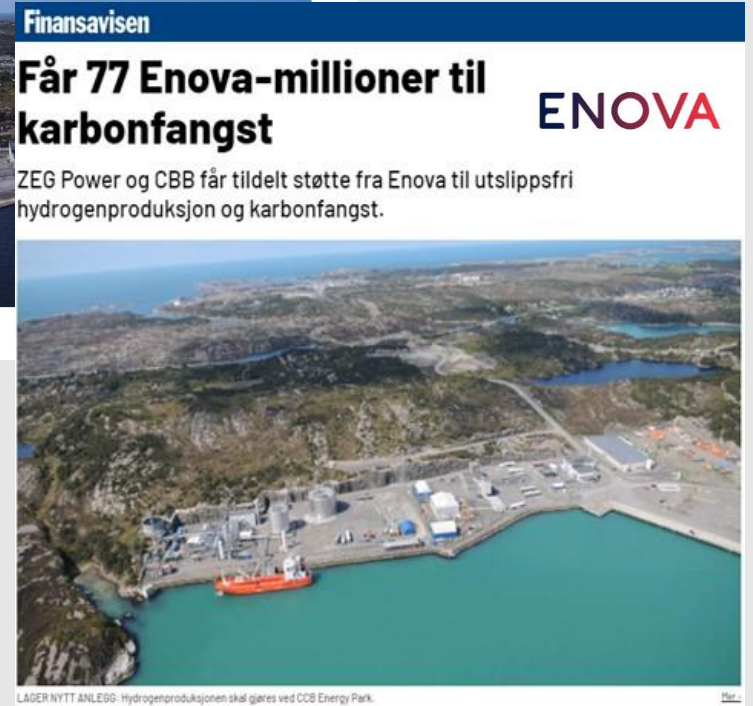 Finansavisen
Får 77 Enova-millioner til
karbonfangst
ENOVA
ZEG Power og CBB får tildelt støtte fra Enova til utslippsfri
hydrogenproduksjon og karbonfangst.
LAGER NYTT ANLEGG: Hydrogenproduksjonen skal gjøres ved CCB Energy Park.
Mer